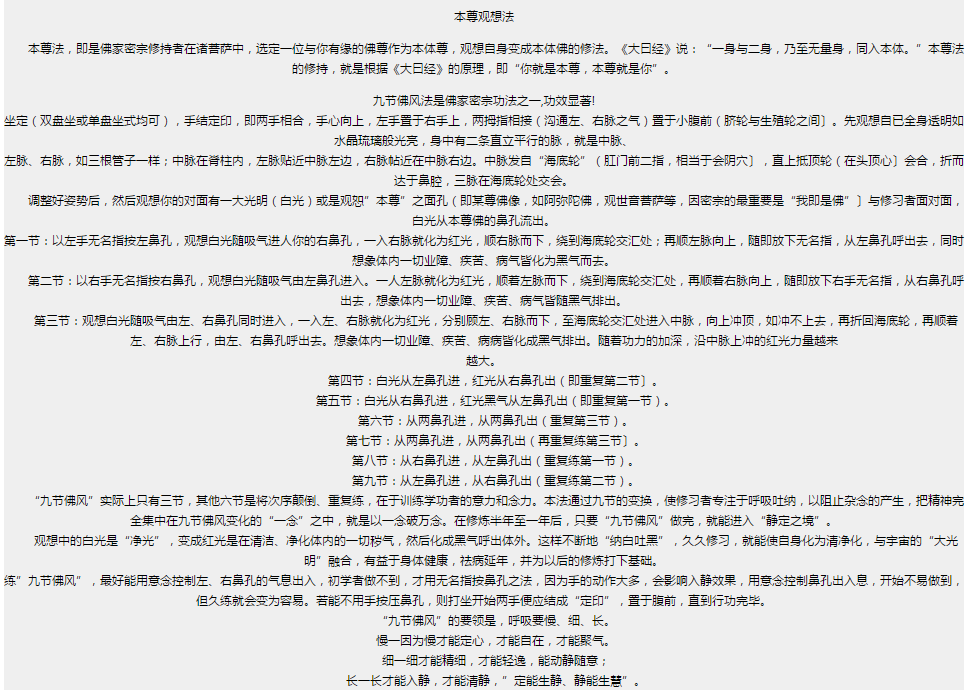 本尊观想法
本尊法，即是佛家密宗修持者在诸菩萨中，选定一位与你有缘的佛尊作为本体尊，观想自身变成本体佛的修法。《大曰经》说：“一身与二身，乃至无量身，同入本体。”本尊法
的修持，就是根据《大曰经》的原理，即“你就是本尊，本尊就是你”。
九节佛风法是佛家密宗功法之一,功效显著!
坐定（双盘坐或单盘坐式均可），手结定印，即两手相合，手心向上，左手置于右手上，两拇指相接（沟通左、右脉之气）置于小腹前（脐轮与生殖轮之间〕。先观想自已全身透明如
水晶琉璃般光亮，身中有二条直立平行的脉，就是中脉、
左脉、右脉，如三根管子一样；中脉在脊柱内，左脉贴近中脉左边，右脉帖近在中脉右边。中脉发自“海底轮”（肛门前二指，相当于会阴穴〕，直上抵顶轮（在头顶心〕会合，折而
达于鼻腔，三脉在海底轮处交会。
调整好姿势后，然后观想你的对面有一大光明（白光）或是观恕”本尊”之面孔（即某尊佛像，如阿弥陀佛，观世音菩萨等，因密宗的最重要是“我即是佛”〕与修习者面对面，
白光从本尊佛的鼻孔流出。
第一节：以左手无名指按左鼻孔，观想白光随吸气进人你的右鼻孔，一入右脉就化为红光，顺右脉而下，绕到海底轮交汇处；再顺左脉向上，随即放下无名指，从左鼻孔呼出去，同时
想象体内一切业障、疾苦、病气皆化为黑气而去。
第二节：以右手无名指按右鼻孔，观想白光随吸气由左鼻孔进入。一人左脉就化为红光，顺着左脉而下，绕到海底轮交汇处，再顺着右脉向上，随即放下右手无名指，从右鼻孔呼
出去，想象体内一切业障、疾苦、病气皆随黑气排出。
第三节：观想白光随吸气由左、右鼻孔同时进入，一入左、右脉就化为红光，分别顾左、右脉而下，至海底轮交汇处进入中脉，向上冲顶，如冲不上去，再折回海底轮，再顺着
左、右脉上行，由左、右鼻孔呼出去。想象体内一切业障、疾苦、病病皆化成黑气排出。随着功力的加深，沿中脉上冲的红光力量越来
越大。
第四节：白光从左鼻孔进，红光从右鼻孔出（即重复第二节〕。
第五节：白光从右鼻孔进，红光黑气从左鼻孔出（即重复第一节）。
第六节：从两鼻孔进，从两鼻孔出（重复第三节）。
第七节：从两鼻孔进，从两鼻孔出（再重复练第三节〕。
第八节：从右鼻孔进，从左鼻孔出（重复练第一节）。
第九节：从左鼻孔进，从右鼻孔出（重复练第二节）。
“九节佛风”实际上只有三节，其他六节是将次序颠倒、重复练，在于训练学功者的意力和念力。本法通过九节的变换，使修习者专注于呼吸吐纳，以阻止杂念的产生，把精神完
全集中在九节佛风变化的“一念”之中，就是以一念破万念。在修炼半年至一年后，只要“九节佛风”做完，就能进入“静定之境”。
观想中的白光是“净光”，变成红光是在清洁、净化体内的一切秽气，然后化成黑气呼出体外。这样不断地“纳白吐黑”，久久修习，就能使自身化为清净化，与宇宙的“大光
明”融合，有益于身体健康，祛病延年，并为以后的修炼打下基础。
练”九节佛风”，最好能用意念控制左、右鼻孔的气息出入，初学者做不到，才用无名指按鼻孔之法，因为手的动作大多，会影响入静效果，用意念控制鼻孔出入息，开始不易做到，
但久练就会变为容易。若能不用手按压鼻孔，则打坐开始两手便应结成“定印”，置于腹前，直到行功完毕。
“九节佛风”的要领是，呼吸要慢、细、长。
慢一因为慢才能定心，才能自在，才能聚气。
细一细才能精细，才能轻逸，能动静随意；
长一长才能入静，才能清静，”定能生静、静能生慧”。